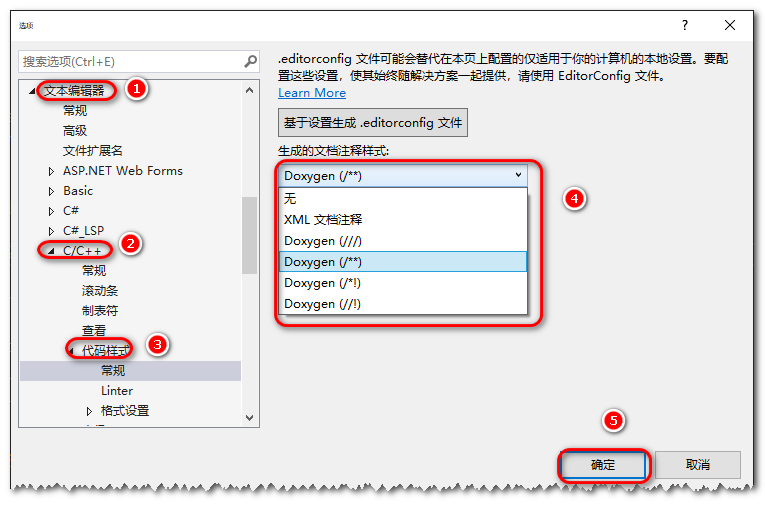 选项
?
搜索选项(Ctrl+E)
文本编辑器
1
常规
高级
文件扩展名
ASP.NET Web Forms
Basic
C#
C#_LSP
C/C++
2
常规
滚动条
制表符
查看
代码样式
3
常规
Linter
格式设置
.editorconfig 文件可能会替代在本页上配置的仅适用于你的计算机的本地设置。要配
置这些设置，使其始终随解决方案一起提供，请使用 EditorConfig 文件。
Learn More
基于设置生成 .editorconfig 文件
生成的文档注释样式:
Doxygen (/**)
无
XML 文档注释
Doxygen (///)
Doxygen (/**)
Doxygen (/*!)
Doxygen (//!)
4
5
确定
取消